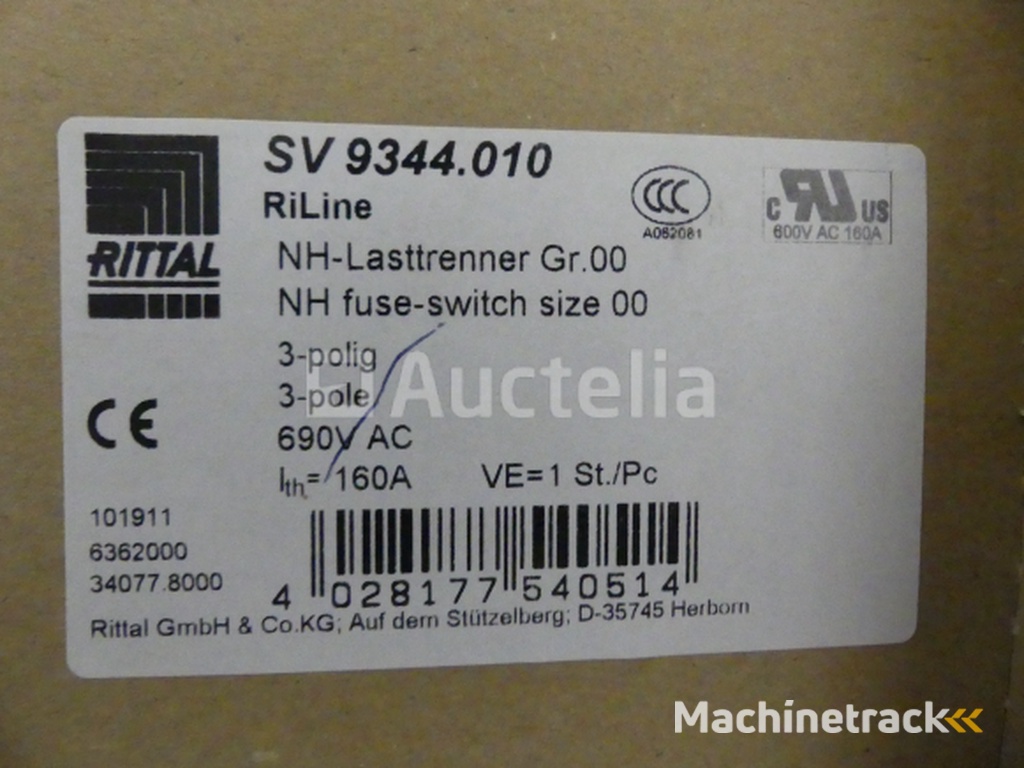 SV 9344.010
RiLine
RITTAL
CCC
A062081
C RU US
600V AC 160A
NH-Lasttrenner Gr.00
NH fuse-switch size 00
3-polig
3-pole
Auctelia
CE
690V AC
Ith= 160A VE=1 St./Pc
101911
6362000
34077.8000
4 028177 540514
Rittal GmbH & Co.KG; Auf dem Stützelberg; D-35745 Herborn
Machinetrack